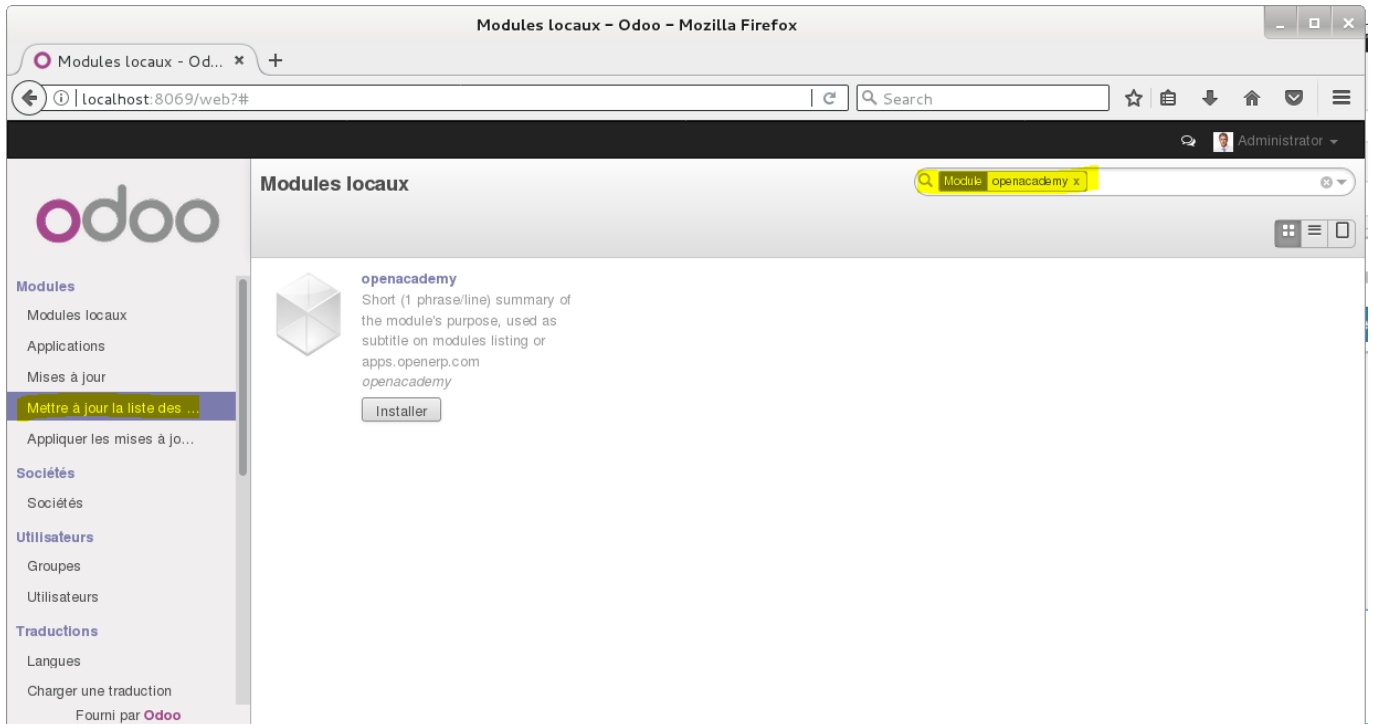 Modules locaux – Odoo – Mozilla Firefox
Modules locaux - Od... ×
localhost:8069/web?#
Search
Administrator
odoo
Modules locaux
Module openacademy x
Modules
Modules locaux
Applications
Mises à jour
Mettre à jour la liste des ...
Appliquer les mises à jo...
Sociétés
Sociétés
Utilisateurs
Groupes
Utilisateurs
Traductions
Langues
Charger une traduction
Fourni par Odoo
openacademy
Short (1 phrase/line) summary of
the module's purpose, used as
subtitle on modules listing or
apps.openerp.com
openacademy
Installer